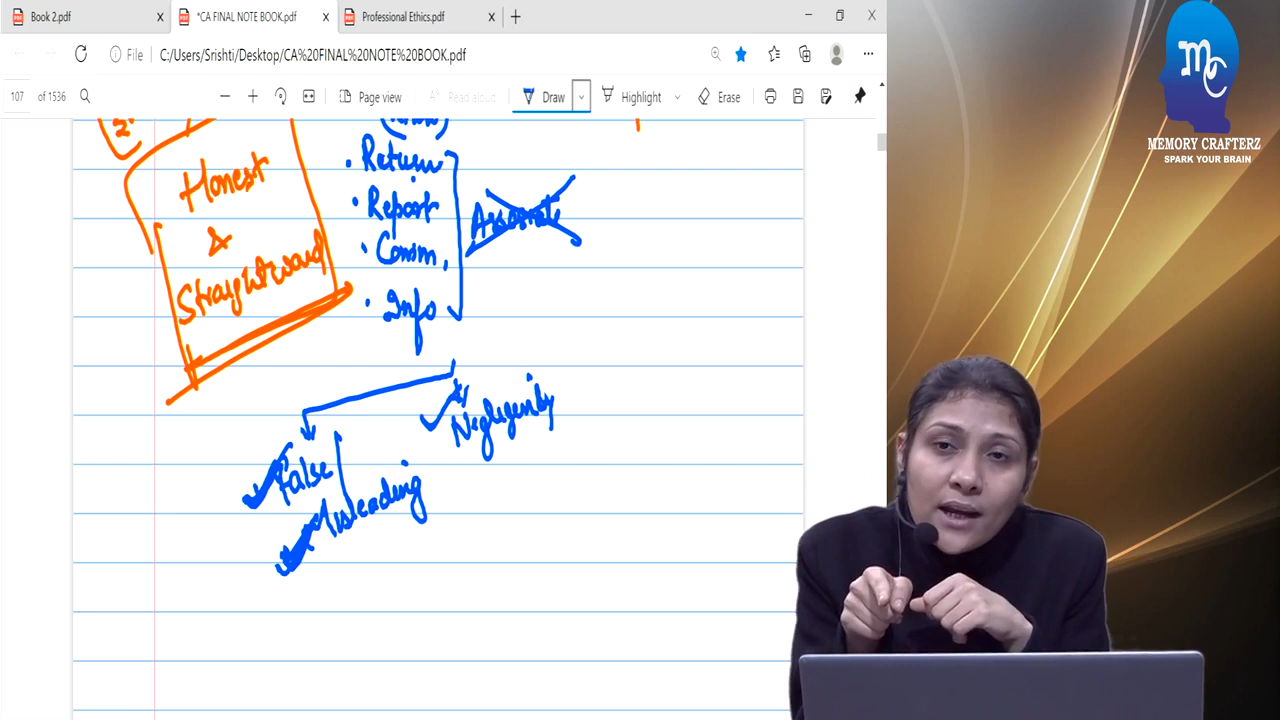 Book 2.pdf
*CA FINAL NOTE BOOK.pdf
Professional Ethics.pdf
File
C:/Users/Srishti/Desktop/CA%20FINAL%20NOTE%20BOOK.pdf
107 of 1536
Page view
Read aloud
Draw
Highlight
Erase
Honest
&
Straightward
• Return
• Report
• Comm.
• Info
Associate
False
Misleading
Negligently
MC
MEMORY CRAFTERZ
SPARK YOUR BRAIN